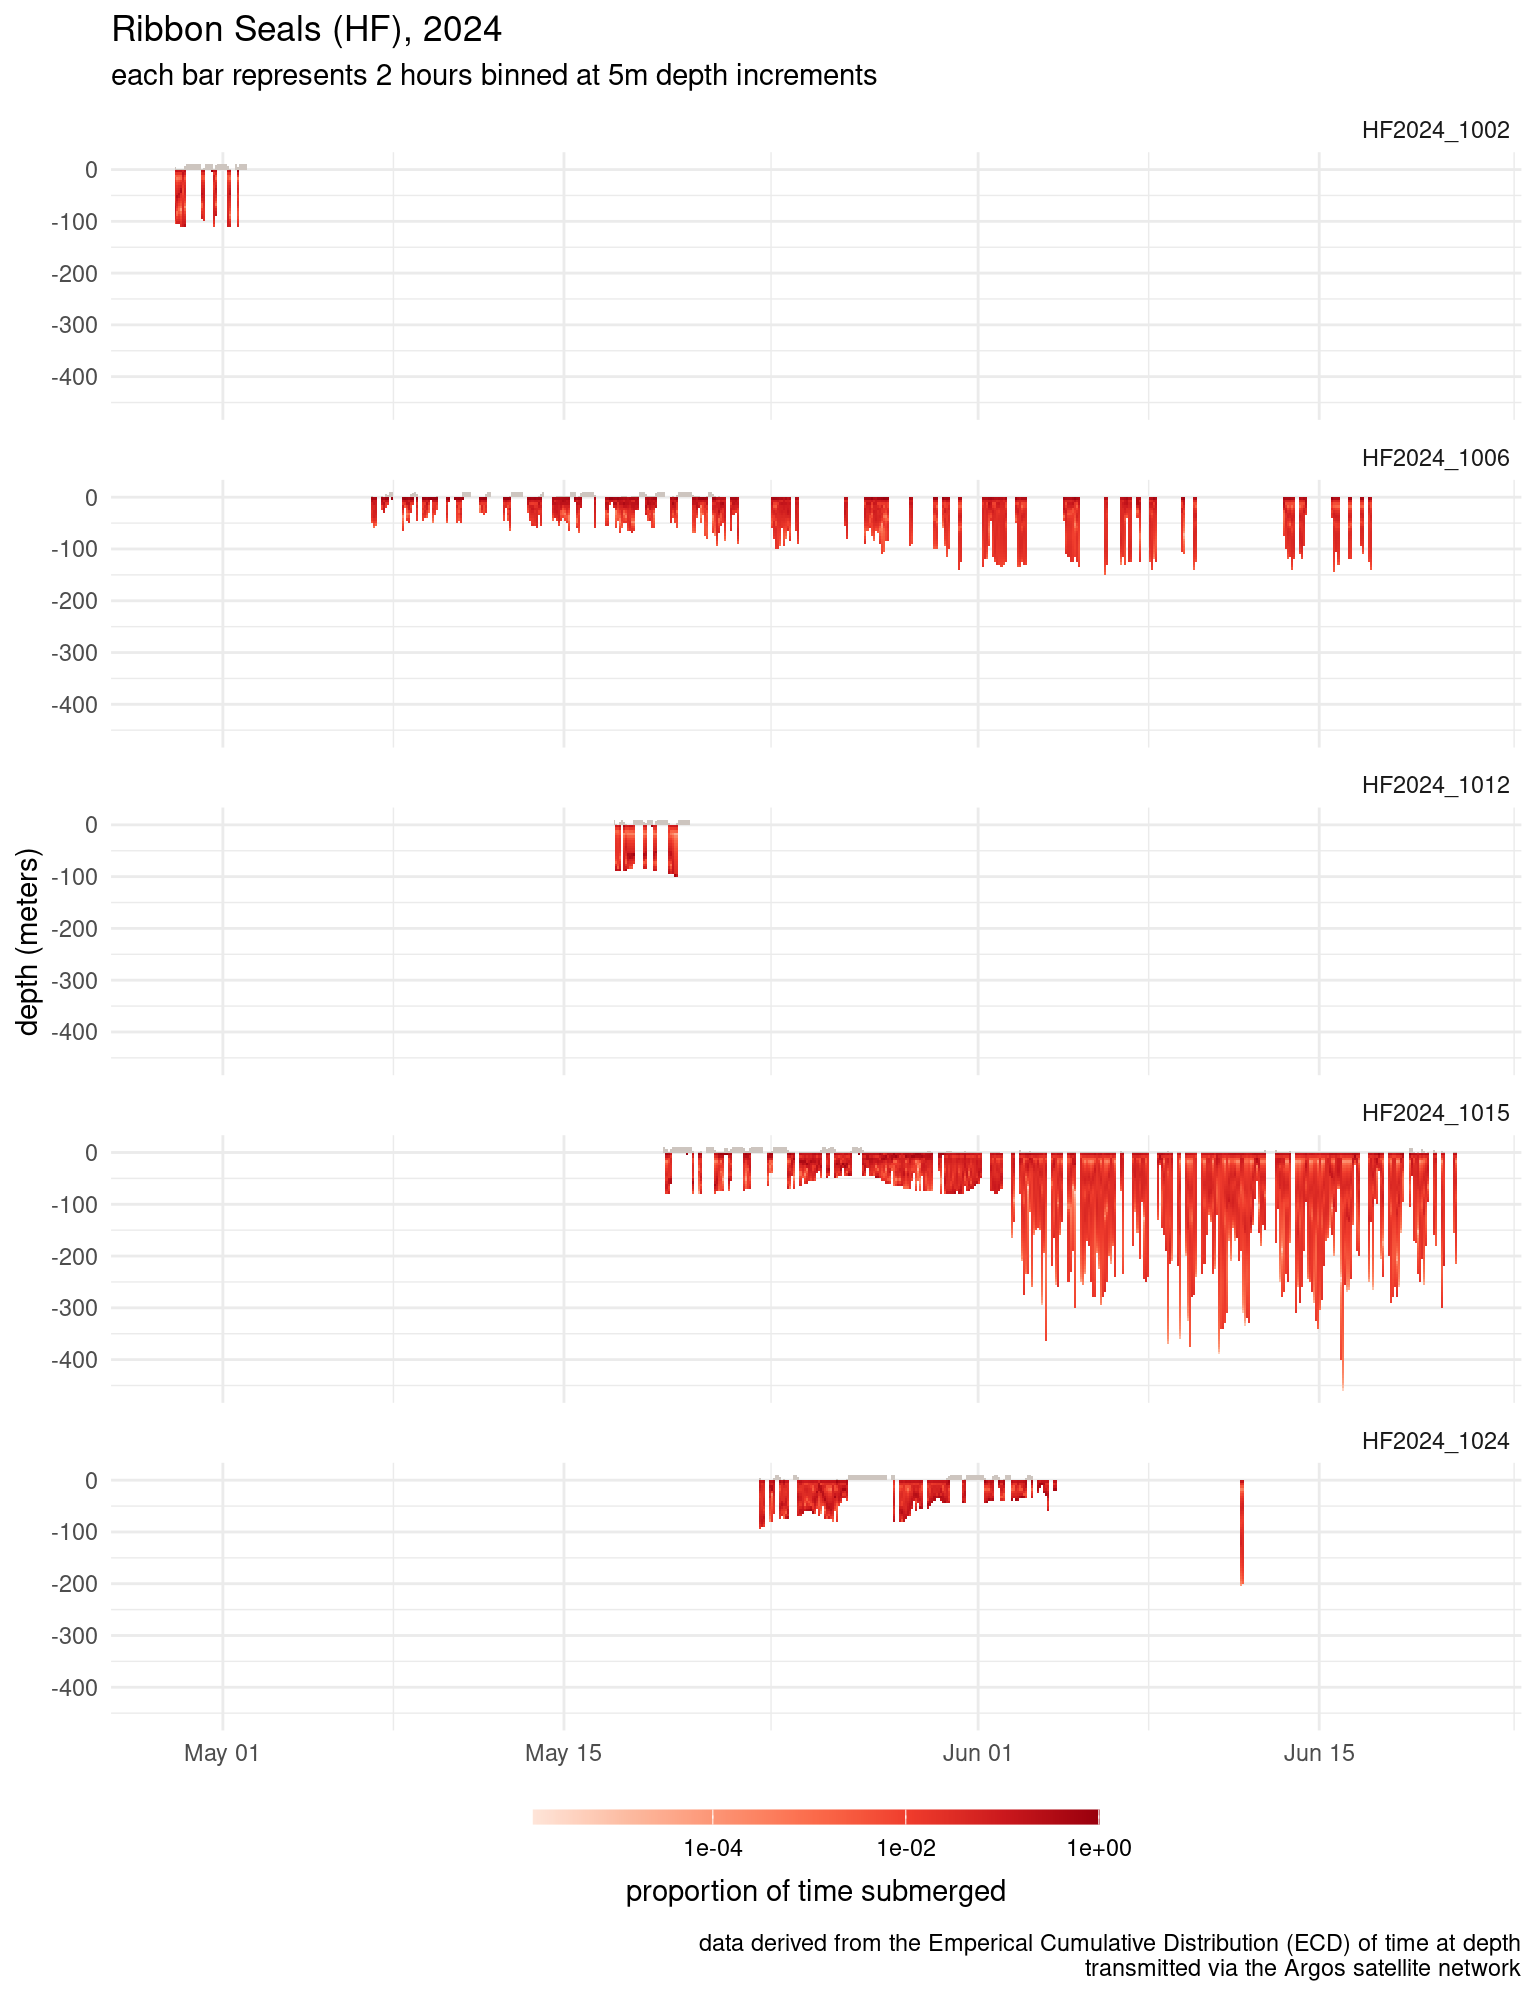 Ribbon Seals (HF), 2024
each bar represents 2 hours binned at 5m depth increments
HF2024_1002
0
-100
-200
-300
-400
HF2024_1006
0
-100
-200
-300
-400
HF2024_1012
0
-100
-200
-300
-400
depth (meters)
HF2024_1015
0
-100
-200
-300
-400
HF2024_1024
0
-100
-200
-300
-400
May 01 May 15 Jun 01 Jun 15
1e-04 1e-02 1e+00
proportion of time submerged
data derived from the Emperical Cumulative Distribution (ECD) of time at depth
transmitted via the Argos satellite network